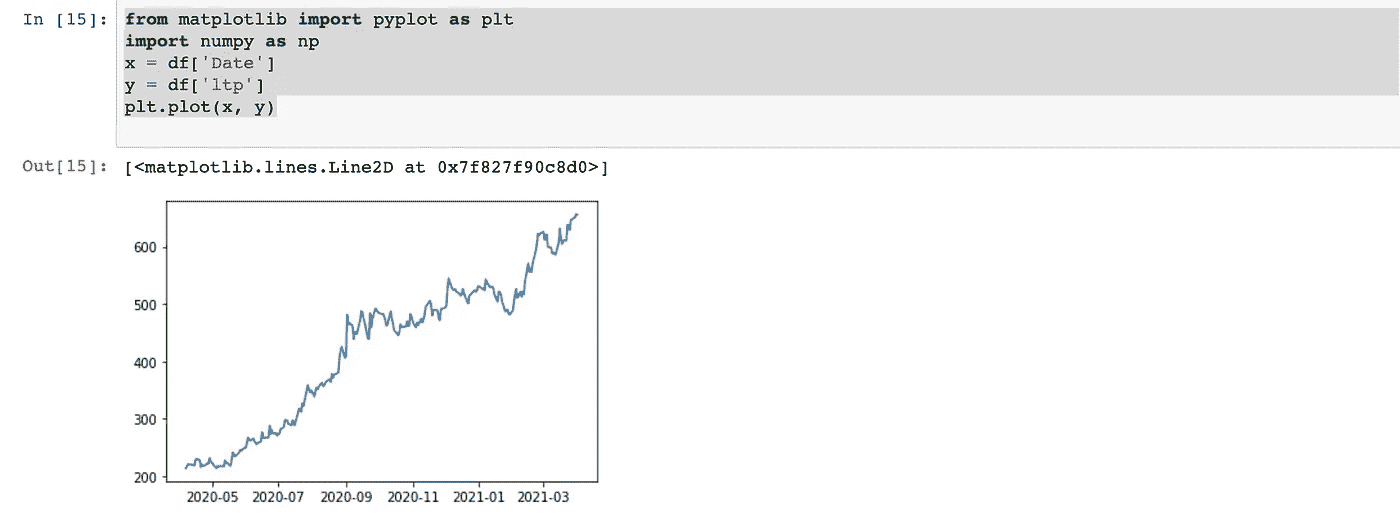 In [15]: from matplotlib import pyplot as plt
import numpy as np
x = df['Date']
y = df['ltp']
plt.plot(x, y)
Out[15]: [<matplotlib.lines.Line2D at 0x7f827f90c8d0>]
600
500
400
300
200
2020-05 2020-07 2020-09 2020-11 2021-01 2021-03